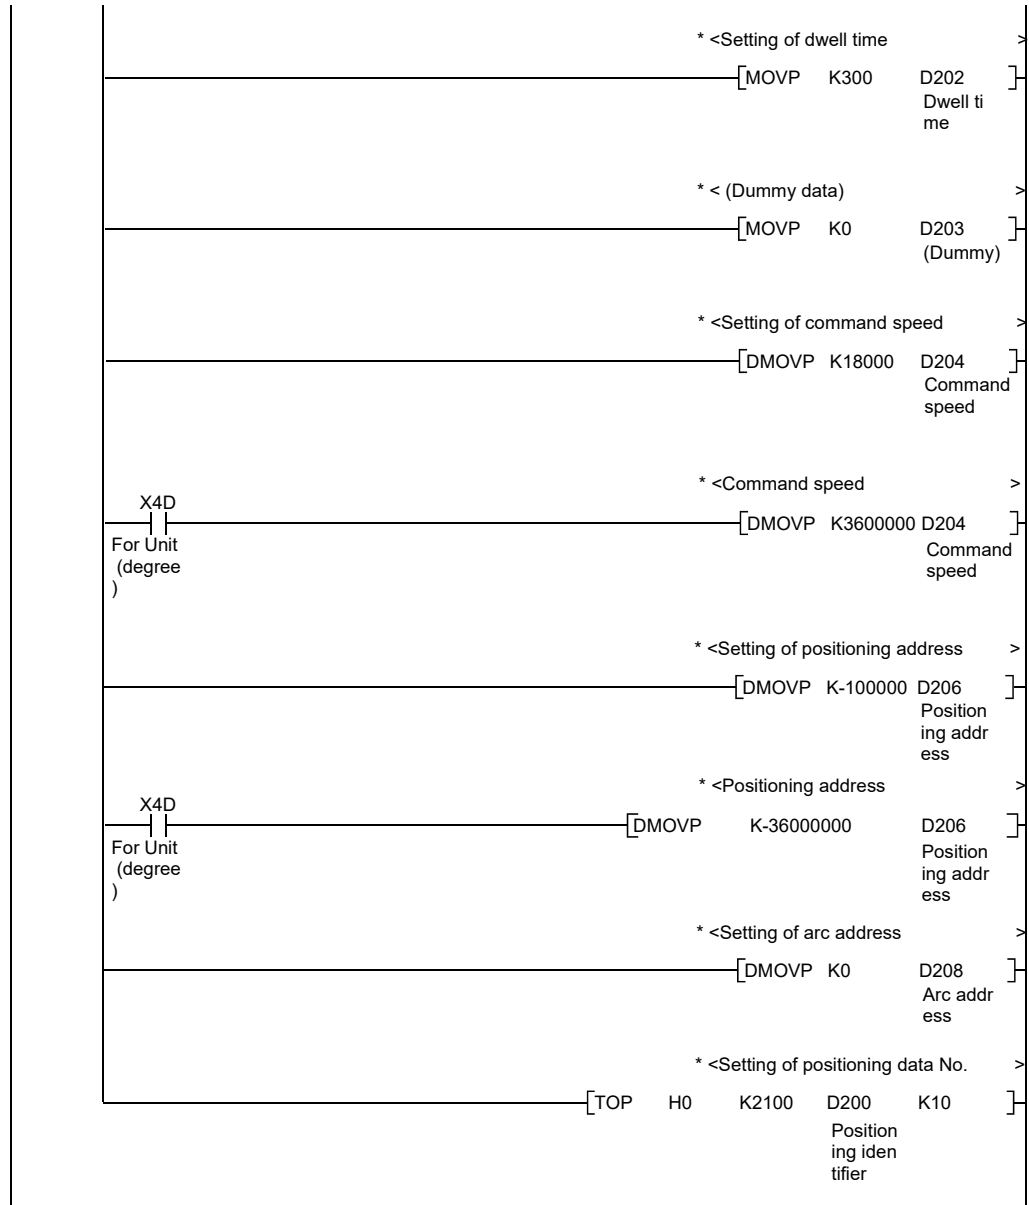 * <Setting of dwell time >
[MOVP K300 D202 ]
Dwell ti
me
* < (Dummy data) >
[MOVP K0 D203 ]
(Dummy)
* <Setting of command speed >
[DMOVP K18000 D204 ]
Command
speed
* <Command speed >
X4D
[DMOVP K3600000 D204 ]
For Unit
(degree
)
Command
speed
* <Setting of positioning address >
[DMOVP K-100000 D206 ]
Position
ing addr
ess
* <Positioning address >
X4D
[DMOVP K-36000000 D206 ]
For Unit
(degree
)
Position
ing addr
ess
* <Setting of arc address >
[DMOVP K0 D208 ]
Arc addr
ess
* <Setting of positioning data No. >
[TOP H0 K2100 D200 K10 ]
Position
ing iden
tifier